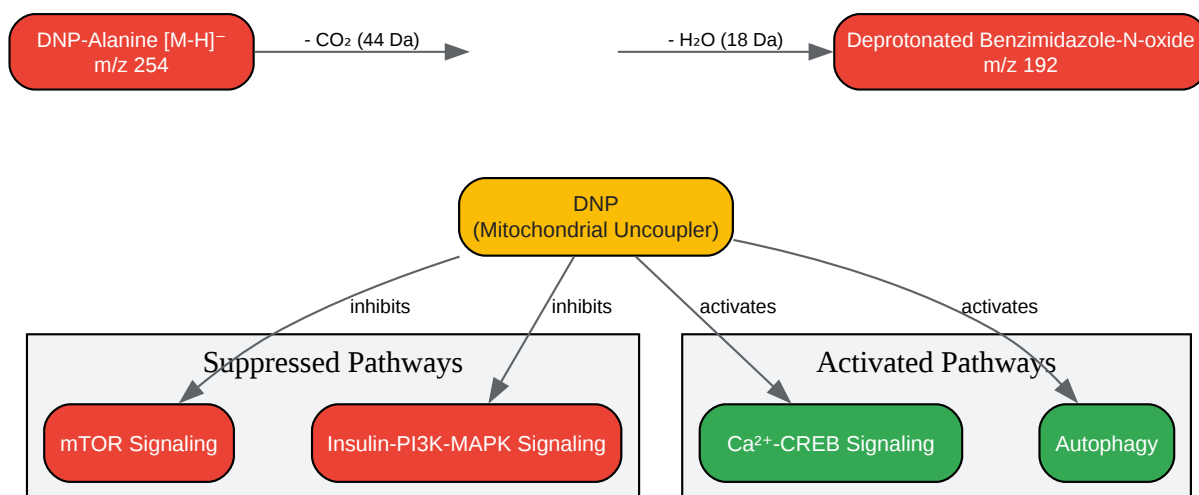 DNP-Alanine [M-H]⁻
m/z 254
- CO₂ (44 Da)
- H₂O (18 Da)
Deprotonated Benzimidazole-N-oxide
m/z 192
DNP
(Mitochondrial Uncoupler)
inhibits
inhibits
activates
activates
Suppressed Pathways
Activated Pathways
mTOR Signaling
Insulin-PI3K-MAPK Signaling
Ca²⁺-CREB Signaling
Autophagy